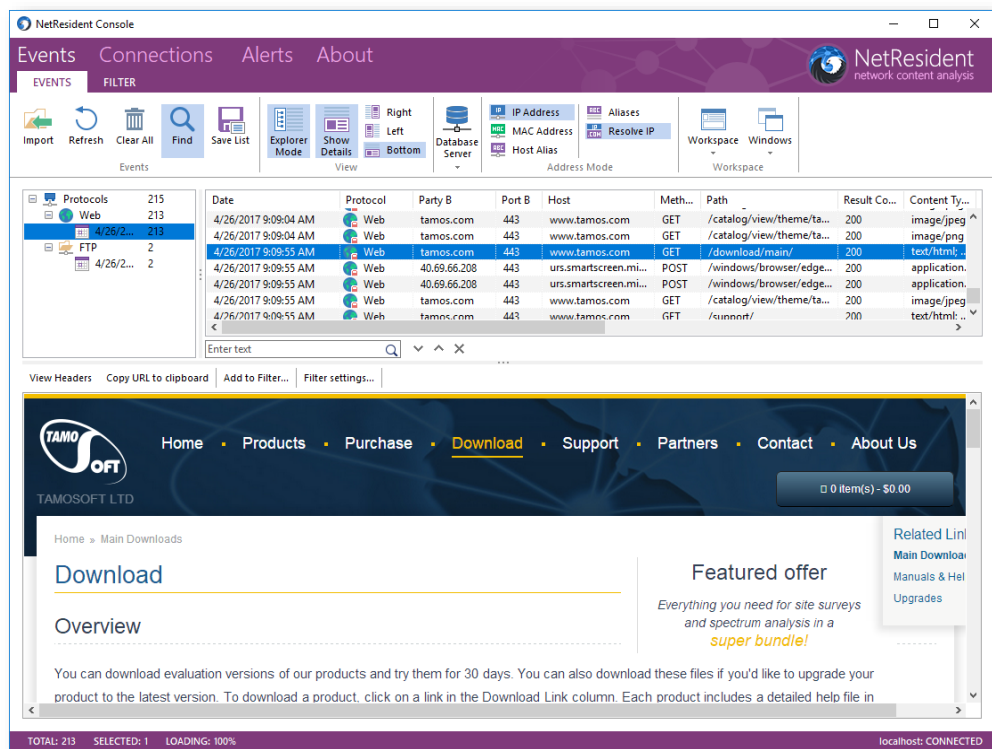 NetResident Console
Events Connections Alerts About
NetResident
network content analysis
EVENTS FILTER
Import Refresh Clear All Find Save List
Events
Explorer Mode Show Details Right Left Bottom
View
Database Server
IP Address MAC Address Host Alias Aliases Resolve IP
Address Mode
Workspace Windows
Workspace
Protocols 215
Web 213
4/26/2... 213
FTP 2
4/26/2... 2
Date Protocol Party B Port B Host Meth... Path Result Co... Content Ty...
4/26/2017 9:09:04 AM Web tamos.com 443 www.tamos.com GET /catalog/view/theme/ta... 200 image/jpeg
4/26/2017 9:09:04 AM Web tamos.com 443 www.tamos.com GET /catalog/view/theme/ta... 200 image/png
4/26/2017 9:09:55 AM Web tamos.com 443 www.tamos.com GET /download/main/ 200 text/html; ..
4/26/2017 9:09:55 AM Web 40.69.66.208 443 urs.smartscreen.mi... POST /windows/browser/edge... 200 application.
4/26/2017 9:09:55 AM Web 40.69.66.208 443 urs.smartscreen.mi... POST /windows/browser/edge... 200 application.
4/26/2017 9:09:55 AM Web tamos.com 443 www.tamos.com GET /catalog/view/theme/ta... 200 image/jpeg
4/26/2017 9:09:55 AM Web tamos.com 443 www.tamos.com GET /support/ 200 text/html; ..
Enter text
View Headers Copy URL to clipboard Add to Filter... Filter settings...
TAMO SOFT
TAMOSOFT LTD
Home Products Purchase Download Support Partners Contact About Us
0 item(s) - $0.00
Home » Main Downloads
Download
Overview
Featured offer
Everything you need for site surveys
and spectrum analysis in a
super bundle!
Related Lin
Main Downloa
Manuals & Hel
Upgrades
You can download evaluation versions of our products and try them for 30 days. You can also download these files if you'd like to upgrade your
product to the latest version. To download a product, click on a link in the Download Link column. Each product includes a detailed help file in
TOTAL: 213 SELECTED: 1 LOADING: 100% localhost: CONNECTED